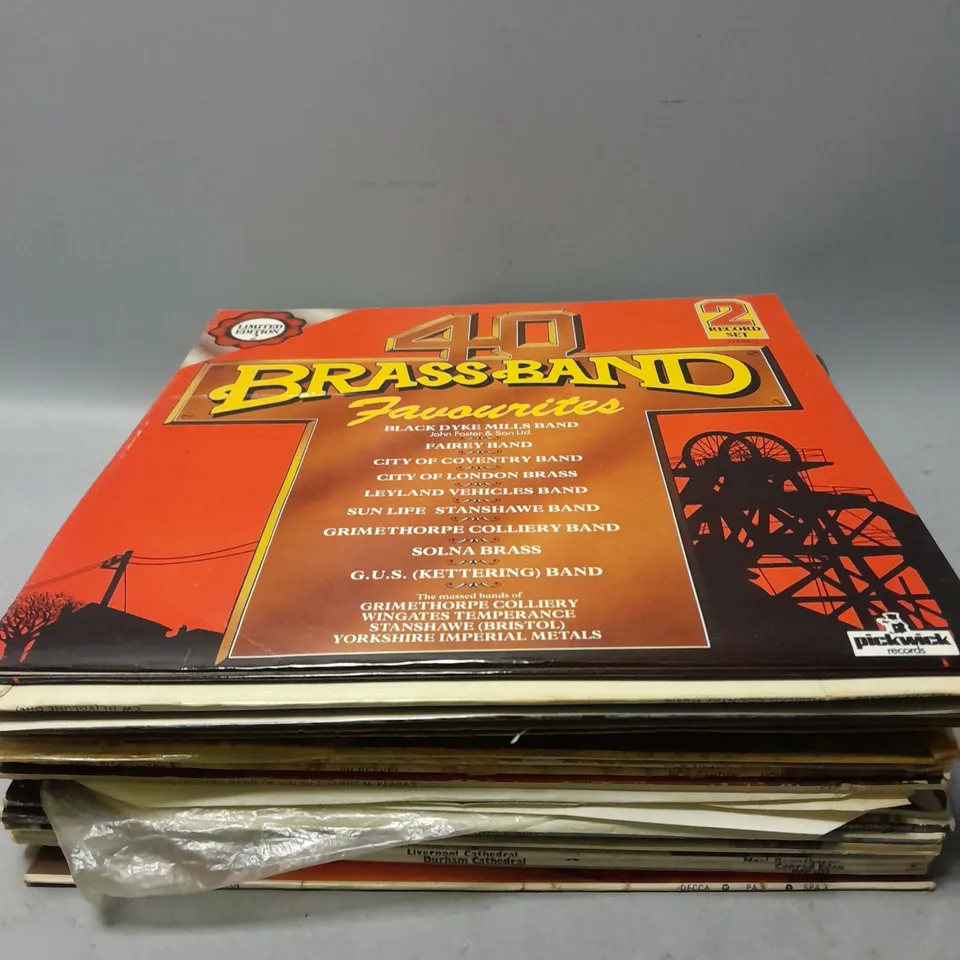 LIMITED
EDITION
2
RECORD
SET
40
BRASS·BAND
Favourites
BLACK DYKE MILLS BAND
John Foster & Son Ltd.
FAIREY BAND
CITY OF COVENTRY BAND
CITY OF LONDON BRASS
LEYLAND VEHICLES BAND
SUN LIFE STANSHAWE BAND
GRIMETHORPE COLLIERY BAND
SOLNA BRASS
G.U.S. (KETTERING) BAND
The massed bands of
GRIMETHORPE COLLIERY
WINGATES TEMPERANCE
STANSHAWE (BRISTOL)
YORKSHIRE IMPERIAL METALS
pickwick
records
Liverpool Cathedral
Durham Cathedral
Conrad Eden
DECCA